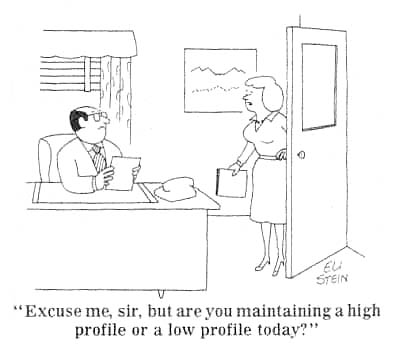 ELI
STEIN
“Excuse me, sir, but are you maintaining a high
profile or a low profile today?”